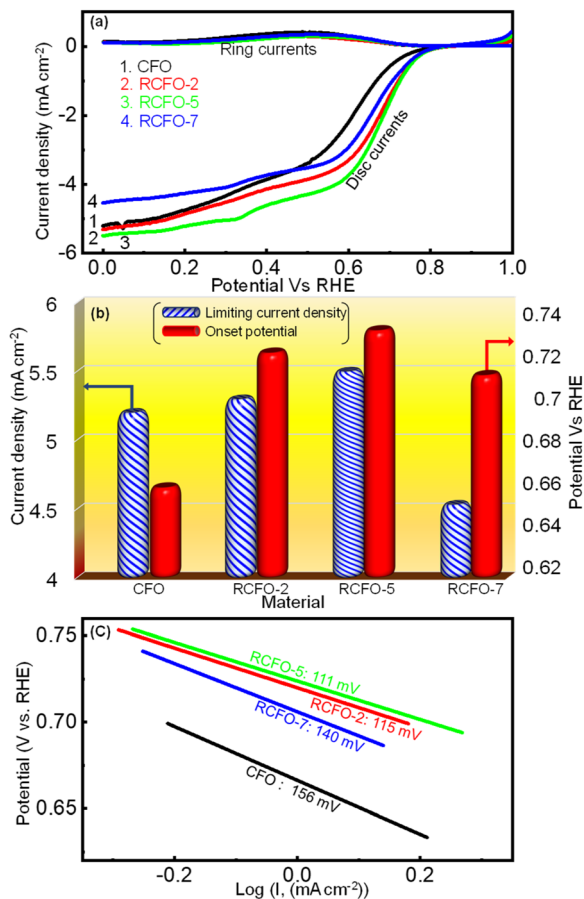 (a)
Ring currents
1. CFO
2. RCFO-2
3. RCFO-5
4. RCFO-7
Disc currents
4
1
2
3
0
-2
-4
-6
Current density (mA cm-2)
0.0 0.2 0.4 0.6 0.8 1.0
Potential Vs RHE
(b)
Limiting current density
Onset potential
6
5.5
5
4.5
4
Current density (mA cm-2)
0.74
0.72
0.7
0.68
0.66
0.64
0.62
Potential Vs RHE
CFO RCFO-2 RCFO-5 RCFO-7
Material
(C)
RCFO-5: 111 mV
RCFO-2: 115 mV
RCFO-7: 140 mV
CFO : 156 mV
0.75
0.70
0.65
Potential (V vs. RHE)
-0.2 0.0 0.2
Log (I, (mA cm-2))